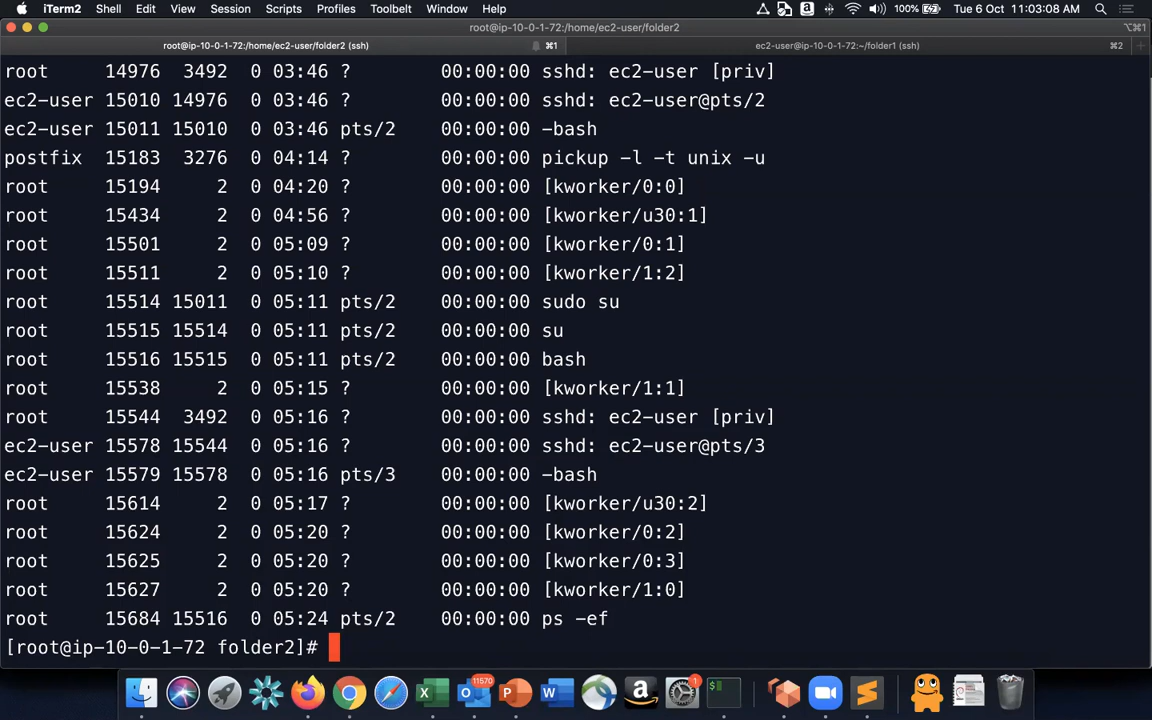 iTerm2 Shell Edit View Session Scripts Profiles Toolbelt Window Help 100% Tue 6 Oct 11:03:08 AM
root@ip-10-0-1-72:/home/ec2-user/folder2 (ssh) ⌥⌘1
root@ip-10-0-1-72:/home/ec2-user/folder2 (ssh) ⌘1 ec2-user@ip-10-0-1-72:~/folder1 (ssh) ⌘2
root 14976 3492 0 03:46 ? 00:00:00 sshd: ec2-user [priv]
ec2-user 15010 14976 0 03:46 ? 00:00:00 sshd: ec2-user@pts/2
ec2-user 15011 15010 0 03:46 pts/2 00:00:00 -bash
postfix 15183 3276 0 04:14 ? 00:00:00 pickup -l -t unix -u
root 15194 2 0 04:20 ? 00:00:00 [kworker/0:0]
root 15434 2 0 04:56 ? 00:00:00 [kworker/u30:1]
root 15501 2 0 05:09 ? 00:00:00 [kworker/0:1]
root 15511 2 0 05:10 ? 00:00:00 [kworker/1:2]
root 15514 15011 0 05:11 pts/2 00:00:00 sudo su
root 15515 15514 0 05:11 pts/2 00:00:00 su
root 15516 15515 0 05:11 pts/2 00:00:00 bash
root 15538 2 0 05:15 ? 00:00:00 [kworker/1:1]
root 15544 3492 0 05:16 ? 00:00:00 sshd: ec2-user [priv]
ec2-user 15578 15544 0 05:16 ? 00:00:00 sshd: ec2-user@pts/3
ec2-user 15579 15578 0 05:16 pts/3 00:00:00 -bash
root 15614 2 0 05:17 ? 00:00:00 [kworker/u30:2]
root 15624 2 0 05:20 ? 00:00:00 [kworker/0:2]
root 15625 2 0 05:20 ? 00:00:00 [kworker/0:3]
root 15627 2 0 05:20 ? 00:00:00 [kworker/1:0]
root 15684 15516 0 05:24 pts/2 00:00:00 ps -ef
[root@ip-10-0-1-72 folder2]#
11570
1